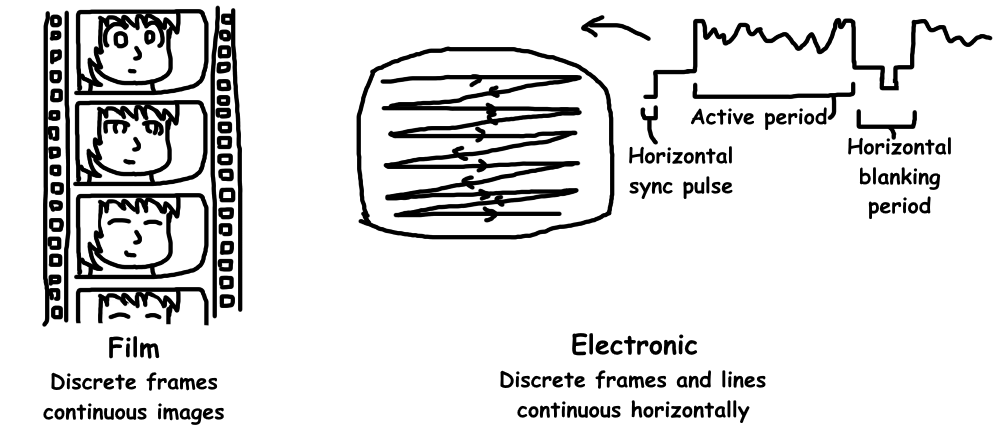 Active period
Horizontal
sync pulse
Horizontal
blanking
period
Film
Discrete frames
continuous images
Electronic
Discrete frames and lines
continuous horizontally